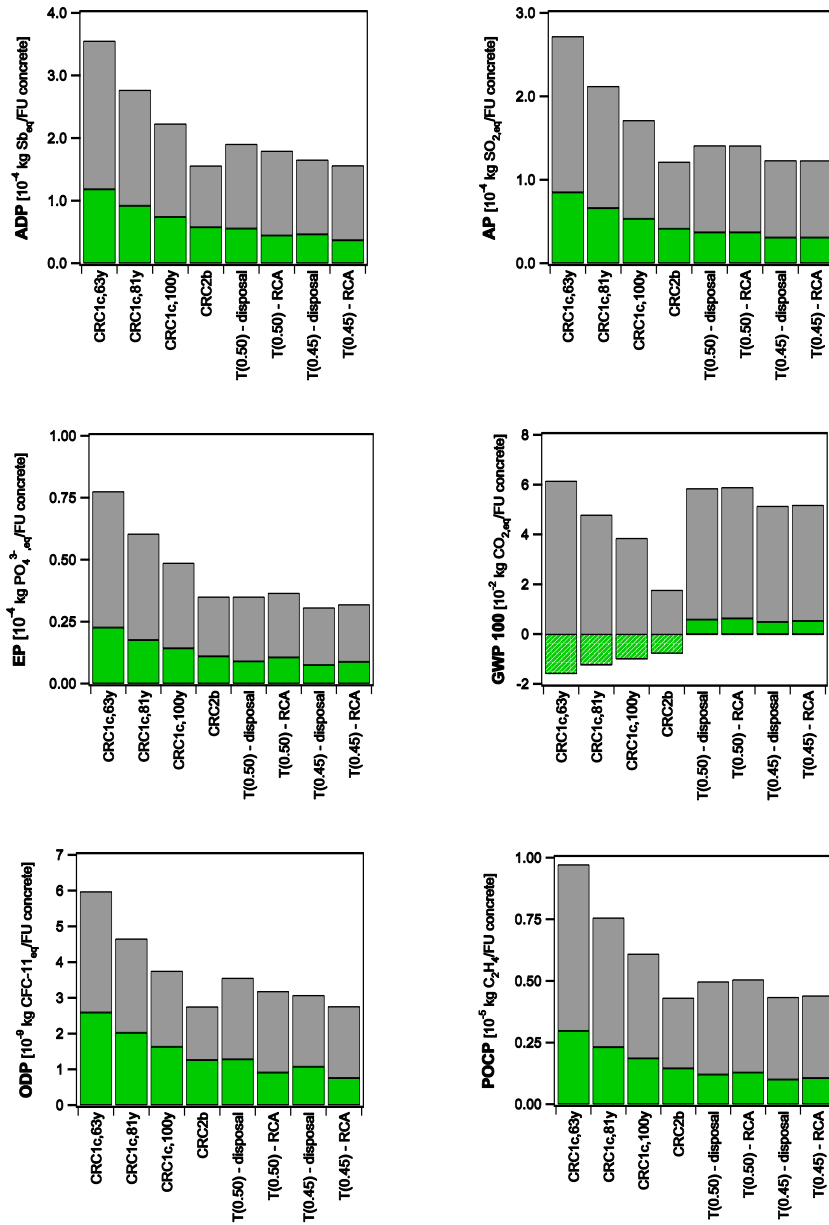 4.0
3.0
2.0
1.0
0.0
ADP [10⁻⁴ kg Sb_eq/FU concrete]
CRC1c,63y
CRC1c,81y
CRC1c,100y
CRC2b
T(0.50) - disposal
T(0.50) - RCA
T(0.45) - disposal
T(0.45) - RCA
3.0
2.0
1.0
0.0
AP [10⁻⁴ kg SO₂,eq/FU concrete]
CRC1c,63y
CRC1c,81y
CRC1c,100y
CRC2b
T(0.50) - disposal
T(0.50) - RCA
T(0.45) - disposal
T(0.45) - RCA
1.00
0.75
0.50
0.25
0.00
EP [10⁻⁴ kg PO₄³⁻,eq/FU concrete]
CRC1c,63y
CRC1c,81y
CRC1c,100y
CRC2b
T(0.50) - disposal
T(0.50) - RCA
T(0.45) - disposal
T(0.45) - RCA
8
6
4
2
0
-2
GWP 100 [10⁻² kg CO₂,eq/FU concrete]
CRC1c,63y
CRC1c,81y
CRC1c,100y
CRC2b
T(0.50) - disposal
T(0.50) - RCA
T(0.45) - disposal
T(0.45) - RCA
7
6
5
4
3
2
1
0
ODP [10⁻⁹ kg CFC-11_eq/FU concrete]
CRC1c,63y
CRC1c,81y
CRC1c,100y
CRC2b
T(0.50) - disposal
T(0.50) - RCA
T(0.45) - disposal
T(0.45) - RCA
1.00
0.75
0.50
0.25
0.00
POCP [10⁻⁵ kg C₂H₄/FU concrete]
CRC1c,63y
CRC1c,81y
CRC1c,100y
CRC2b
T(0.50) - disposal
T(0.50) - RCA
T(0.45) - disposal
T(0.45) - RCA